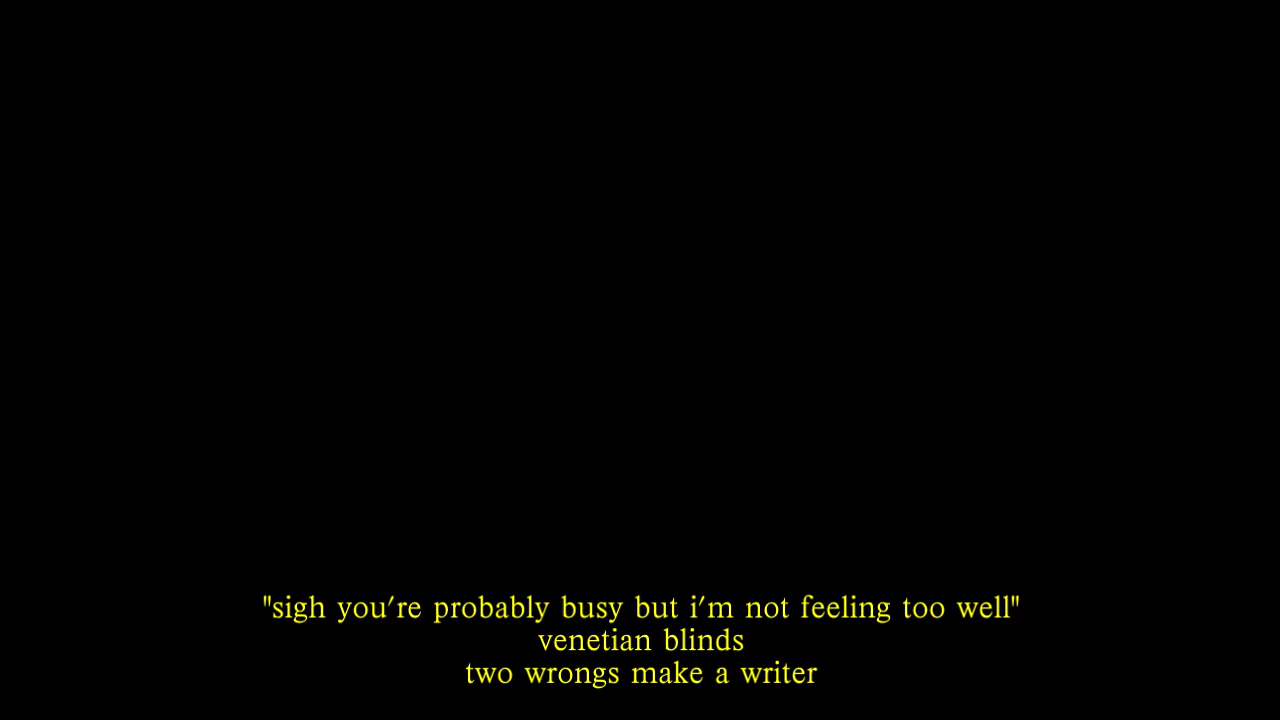 "sigh you're probably busy but i'm not feeling too well"
venetian blinds
two wrongs make a writer